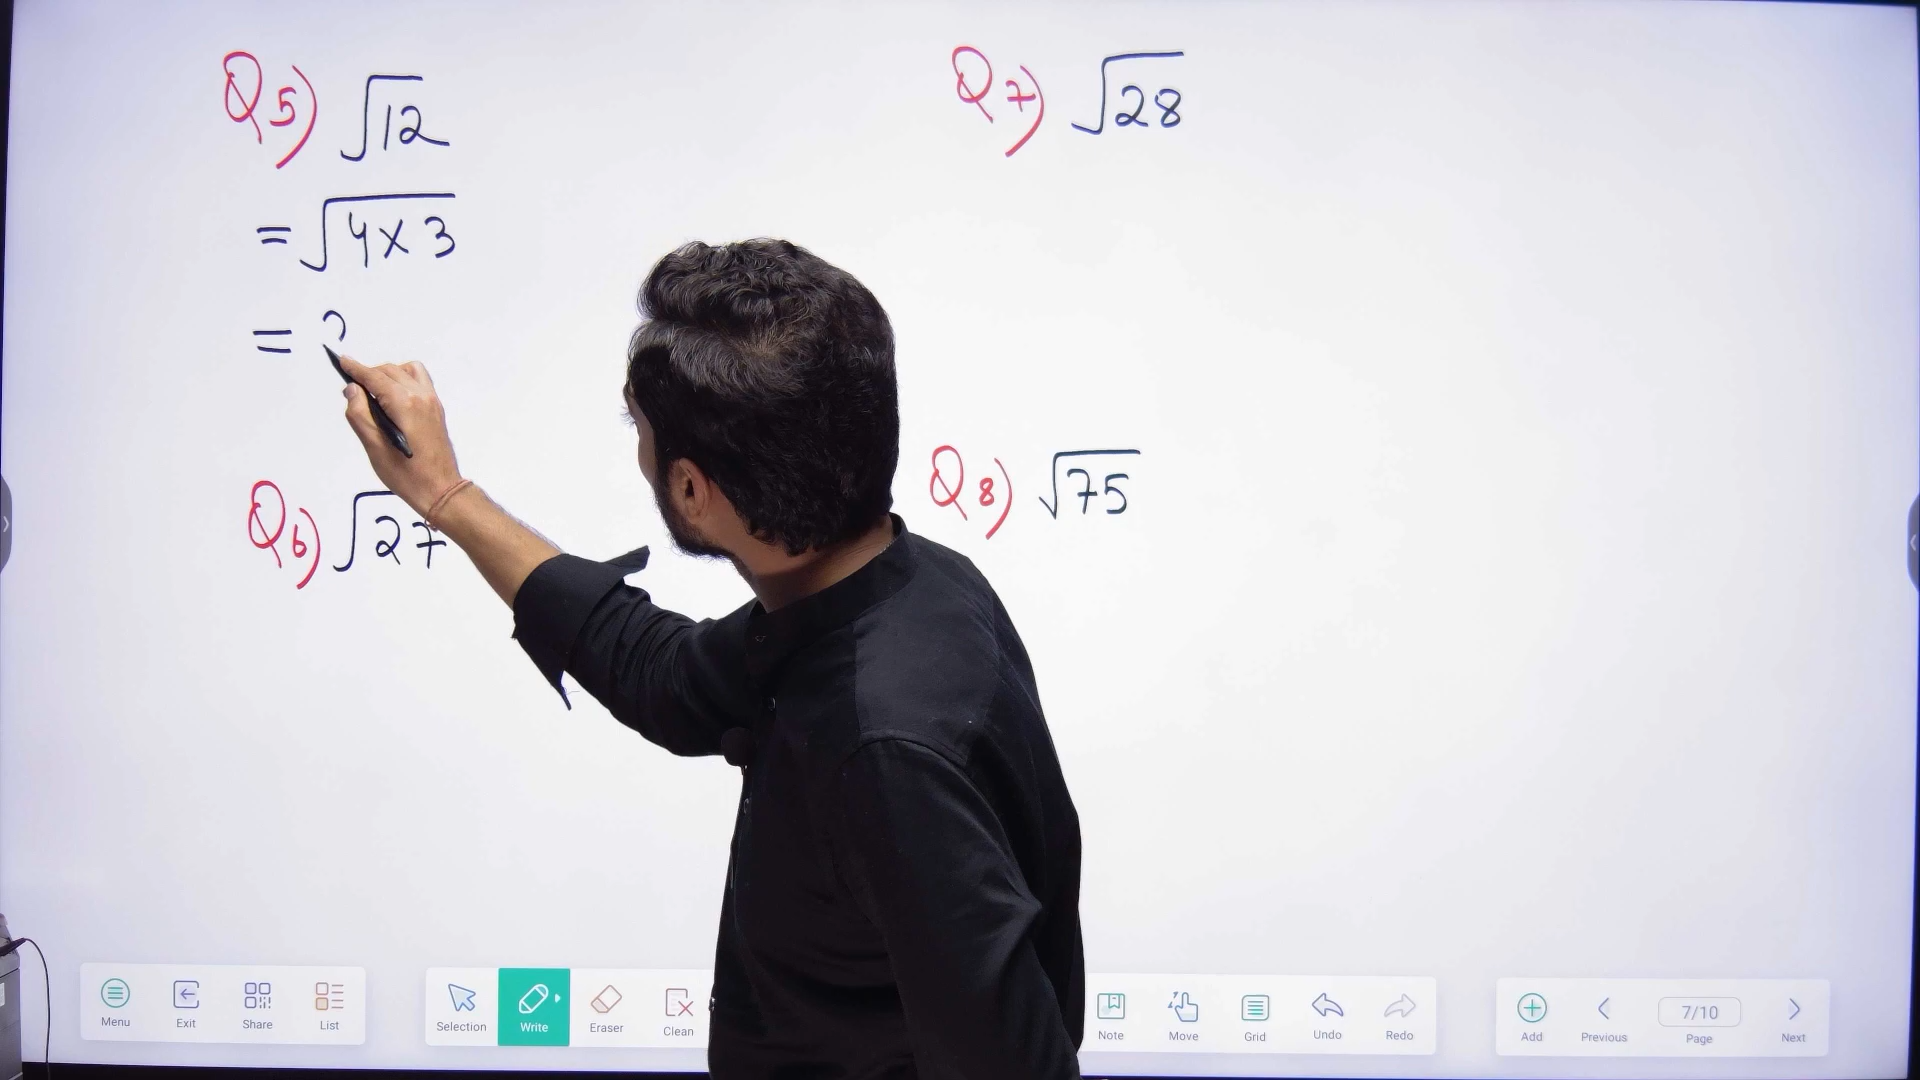 Q5) √12
= √4×3
=
Q6) √27
Q7) √28
Q8) √75
Menu Exit Share List
Selection Write Eraser Clean
Note Move Grid Undo Redo
Add Previous 7/10 Page Next